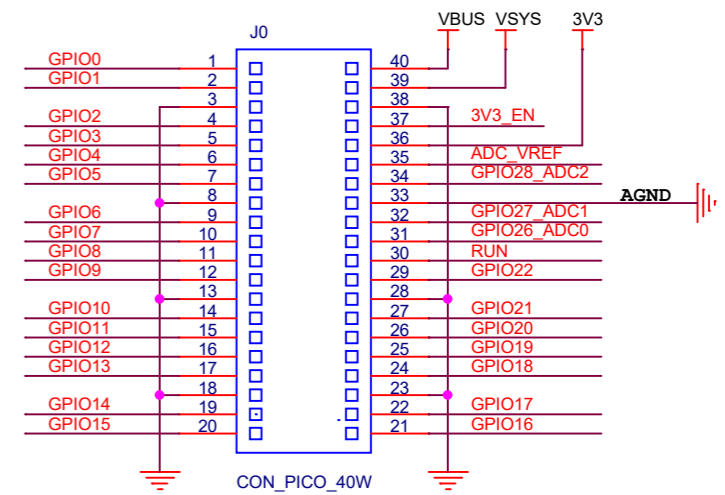 VBUS VSYS 3V3
J0
GPIO0 1 40
GPIO1 2 39
3 38
GPIO2 4 37 3V3_EN
GPIO3 5 36
GPIO4 6 35 ADC_VREF
GPIO5 7 34 GPIO28_ADC2
8 33 AGND
GPIO6 9 32 GPIO27_ADC1
GPIO7 10 31 GPIO26_ADC0
GPIO8 11 30 RUN
GPIO9 12 29 GPIO22
13 28
GPIO10 14 27 GPIO21
GPIO11 15 26 GPIO20
GPIO12 16 25 GPIO19
GPIO13 17 24 GPIO18
18 23
GPIO14 19 22 GPIO17
GPIO15 20 21 GPIO16
CON_PICO_40W